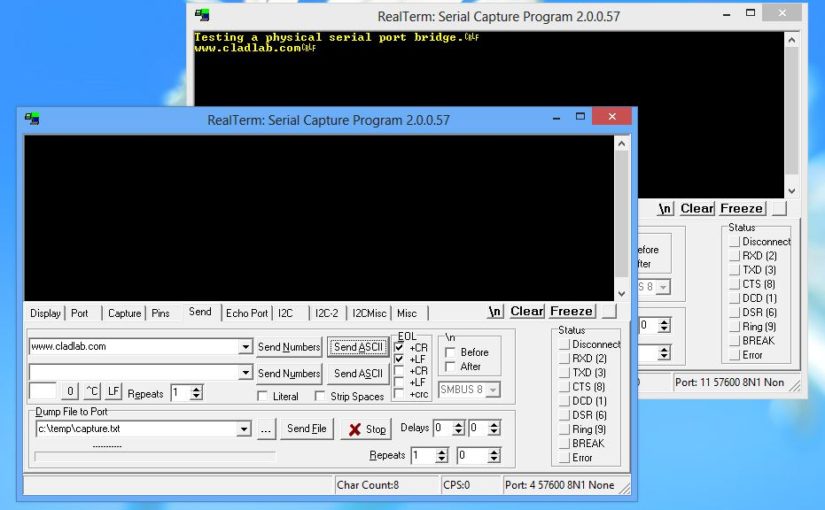 RealTerm: Serial Capture Program 2.0.0.57
Testing a physical serial port bridge.CRLF
www.cladlab.comCRLF
\n Clear Freeze
Status
Disconnect
RXD (2)
TXD (3)
CTS (8)
DCD (1)
DSR (6)
Ring (9)
BREAK
Error
efore
fter
S 8
0
Port: 11 57600 8N1 Non
RealTerm: Serial Capture Program 2.0.0.57
Display Port Capture Pins Send Echo Port I2C I2C-2 I2CMisc Misc \n Clear Freeze
www.cladlab.com Send Numbers Send ASCII
Send Numbers Send ASCII
0 ^C LF Repeats 1 Literal Strip Spaces
EOL
+CR
+LF
+CR
+LF
+crc
\n
Before
After
SMBUS 8
Dump File to Port
c:\temp\capture.txt ... Send File Stop Delays 0 0
Repeats 1 0
Status
Disconnect
RXD (2)
TXD (3)
CTS (8)
DCD (1)
DSR (6)
Ring (9)
BREAK
Error
Char Count:8 CPS:0 Port: 4 57600 8N1 None